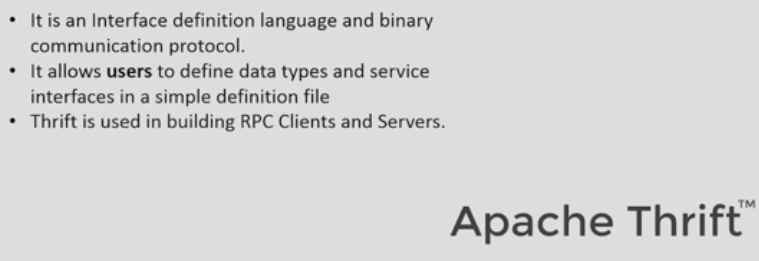 • It is an Interface definition language and binary
communication protocol.
• It allows users to define data types and service
interfaces in a simple definition file
• Thrift is used in building RPC Clients and Servers.
Apache Thrift™